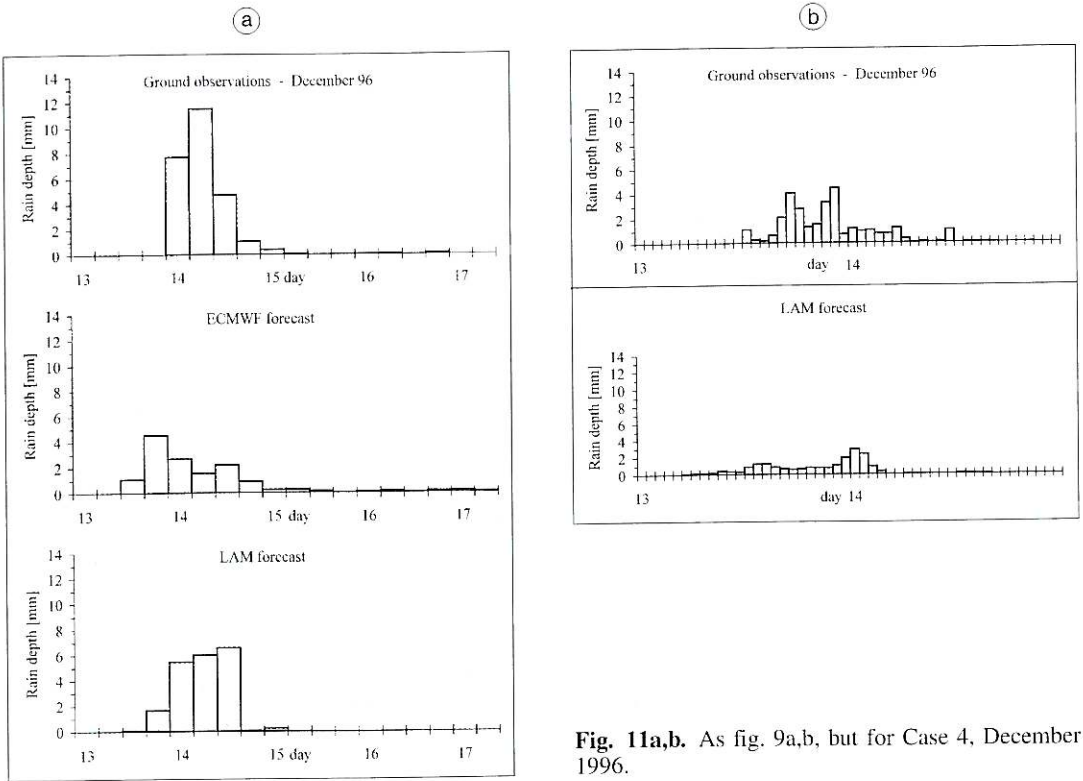 a
Ground observations - December 96
Rain depth [mm]
14
12
10
8
6
4
2
0
13 14 15 day 16 17
ECMWF forecast
Rain depth [mm]
14
12
10
8
6
4
2
0
13 14 15 day 16 17
LAM forecast
Rain depth [mm]
14
12
10
8
6
4
2
0
13 14 15 day 16 17
b
Ground observations - December 96
Rain depth [mm]
14
12
10
8
6
4
2
0
13 day 14
LAM forecast
Rain depth [mm]
14
12
10
8
6
4
2
0
13 day 14
Fig. 11a,b. As fig. 9a,b, but for Case 4, December
1996.